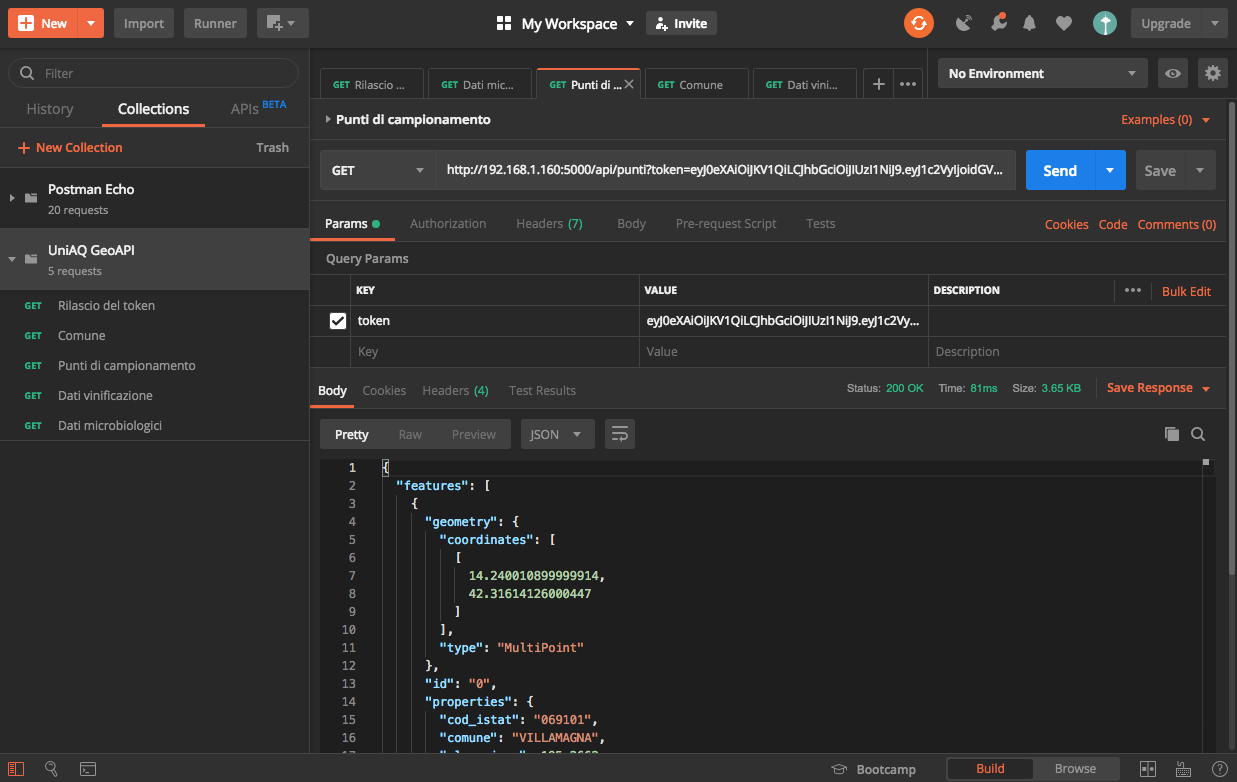 New Import Runner My Workspace Invite Upgrade
Filter
History Collections APIs BETA
New Collection Trash
Postman Echo
20 requests
UniAQ GeoAPI
5 requests
GET Rilascio del token
GET Comune
GET Punti di campionamento
GET Dati vinificazione
GET Dati microbiologici
GET Rilascio ... GET Dati mic... GET Punti di ... GET Comune GET Dati vini... No Environment
Punti di campionamento Examples (0)
GET http://192.168.1.160:5000/api/punti?token=eyJ0eXAiOiJKV1QiLCJhbGciOiJIUzI1NiJ9.eyJ1c2VyIjoidGV... Send Save
Params Authorization Headers (7) Body Pre-request Script Tests Cookies Code Comments (0)
Query Params
KEY VALUE DESCRIPTION Bulk Edit
token eyJ0eXAiOiJKV1QiLCJhbGciOiJIUzI1NiJ9.eyJ1c2Vy...
Key Value Description
Body Cookies Headers (4) Test Results Status: 200 OK Time: 81ms Size: 3.65 KB Save Response
Pretty Raw Preview JSON
1 {
2 "features": [
3 {
4 "geometry": {
5 "coordinates": [
6 [
7 14.240010899999914,
8 42.31614126000447
9 ]
10 ],
11 "type": "MultiPoint"
12 },
13 "id": "0",
14 "properties": {
15 "cod_istat": "069101",
16 "comune": "VILLAMAGNA",
Bootcamp Build Browse